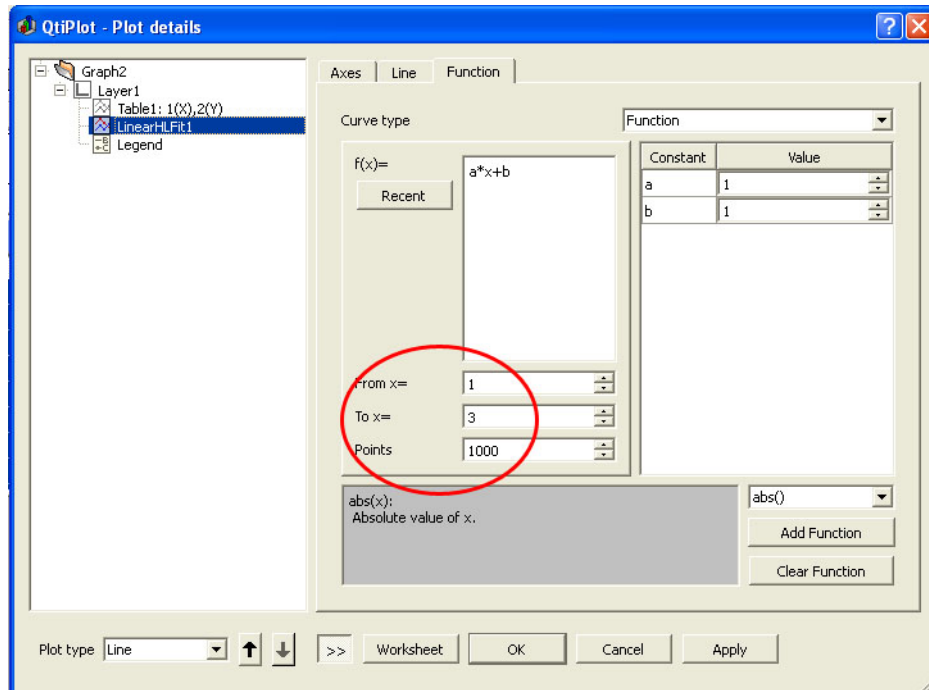 QtiPlot - Plot details
Graph2
Layer1
Table1: 1(X),2(Y)
LinearHLFit1
Legend
Axes
Line
Function
Curve type
Function
f(x)=
Recent
a*x+b
Constant
Value
a
1
b
1
From x=
1
To x=
3
Points
1000
abs(x):
Absolute value of x.
abs()
Add Function
Clear Function
Plot type
Line
>>
Worksheet
OK
Cancel
Apply